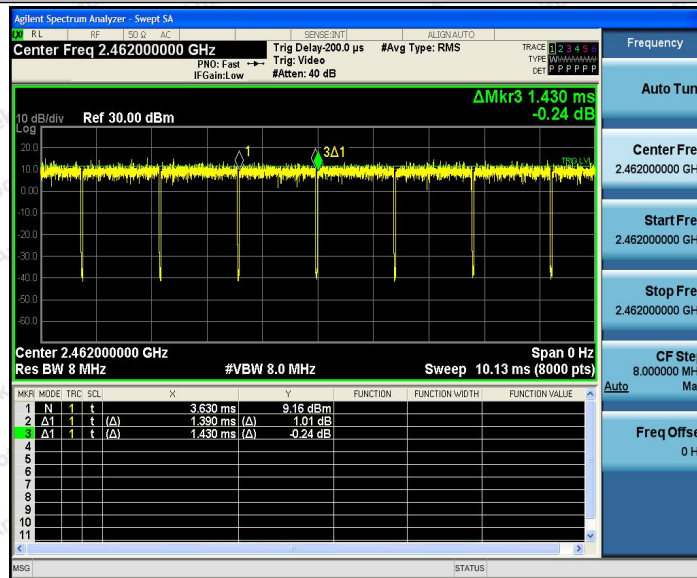 Agilent Spectrum Analyzer - Swept SA
LXI RL RF 50 Ω AC SENSE:INT ALIGN AUTO
Center Freq 2.462000000 GHz
PNO: Fast
IFGain:Low
Trig Delay-200.0 µs
Trig: Video
#Atten: 40 dB
#Avg Type: RMS
TRACE 1 2 3 4 5 6
TYPE WWWWWW
DET P P P P P P
ΔMkr3 1.430 ms
-0.24 dB
10 dB/div Ref 30.00 dBm
Log
20.0
10.0
0.00
-10.0
-20.0
-30.0
-40.0
-50.0
-60.0
1
3Δ1
TRIG LVL
Center 2.462000000 GHz Span 0 Hz
Res BW 8 MHz #VBW 8.0 MHz Sweep 10.13 ms (8000 pts)
MKR MODE TRC SCL X Y FUNCTION FUNCTION WIDTH FUNCTION VALUE
1 N 1 t 3.630 ms 9.16 dBm
2 Δ1 1 t (Δ) 1.390 ms (Δ) 1.01 dB
3 Δ1 1 t (Δ) 1.430 ms (Δ) -0.24 dB
4
5
6
7
8
9
10
11
MSG STATUS
Frequency
Auto Tun
Center Fre
2.462000000 GH
Start Fre
2.462000000 GH
Stop Fre
2.462000000 GH
CF Ste
8.000000 MH
Auto Ma
Freq Offse
0 H